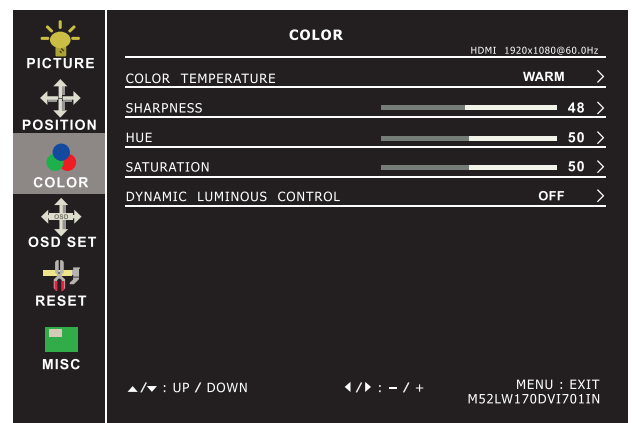 COLOR
HDMI 1920x1080@60.0Hz
PICTURE
POSITION
COLOR
OSD
OSD SET
RESET
MISC
COLOR TEMPERATURE WARM >
SHARPNESS 48 >
HUE 50 >
SATURATION 50 >
DYNAMIC LUMINOUS CONTROL OFF >
▲/▼ : UP / DOWN ◀/▶ : − / + MENU : EXIT
M52LW170DVI701IN